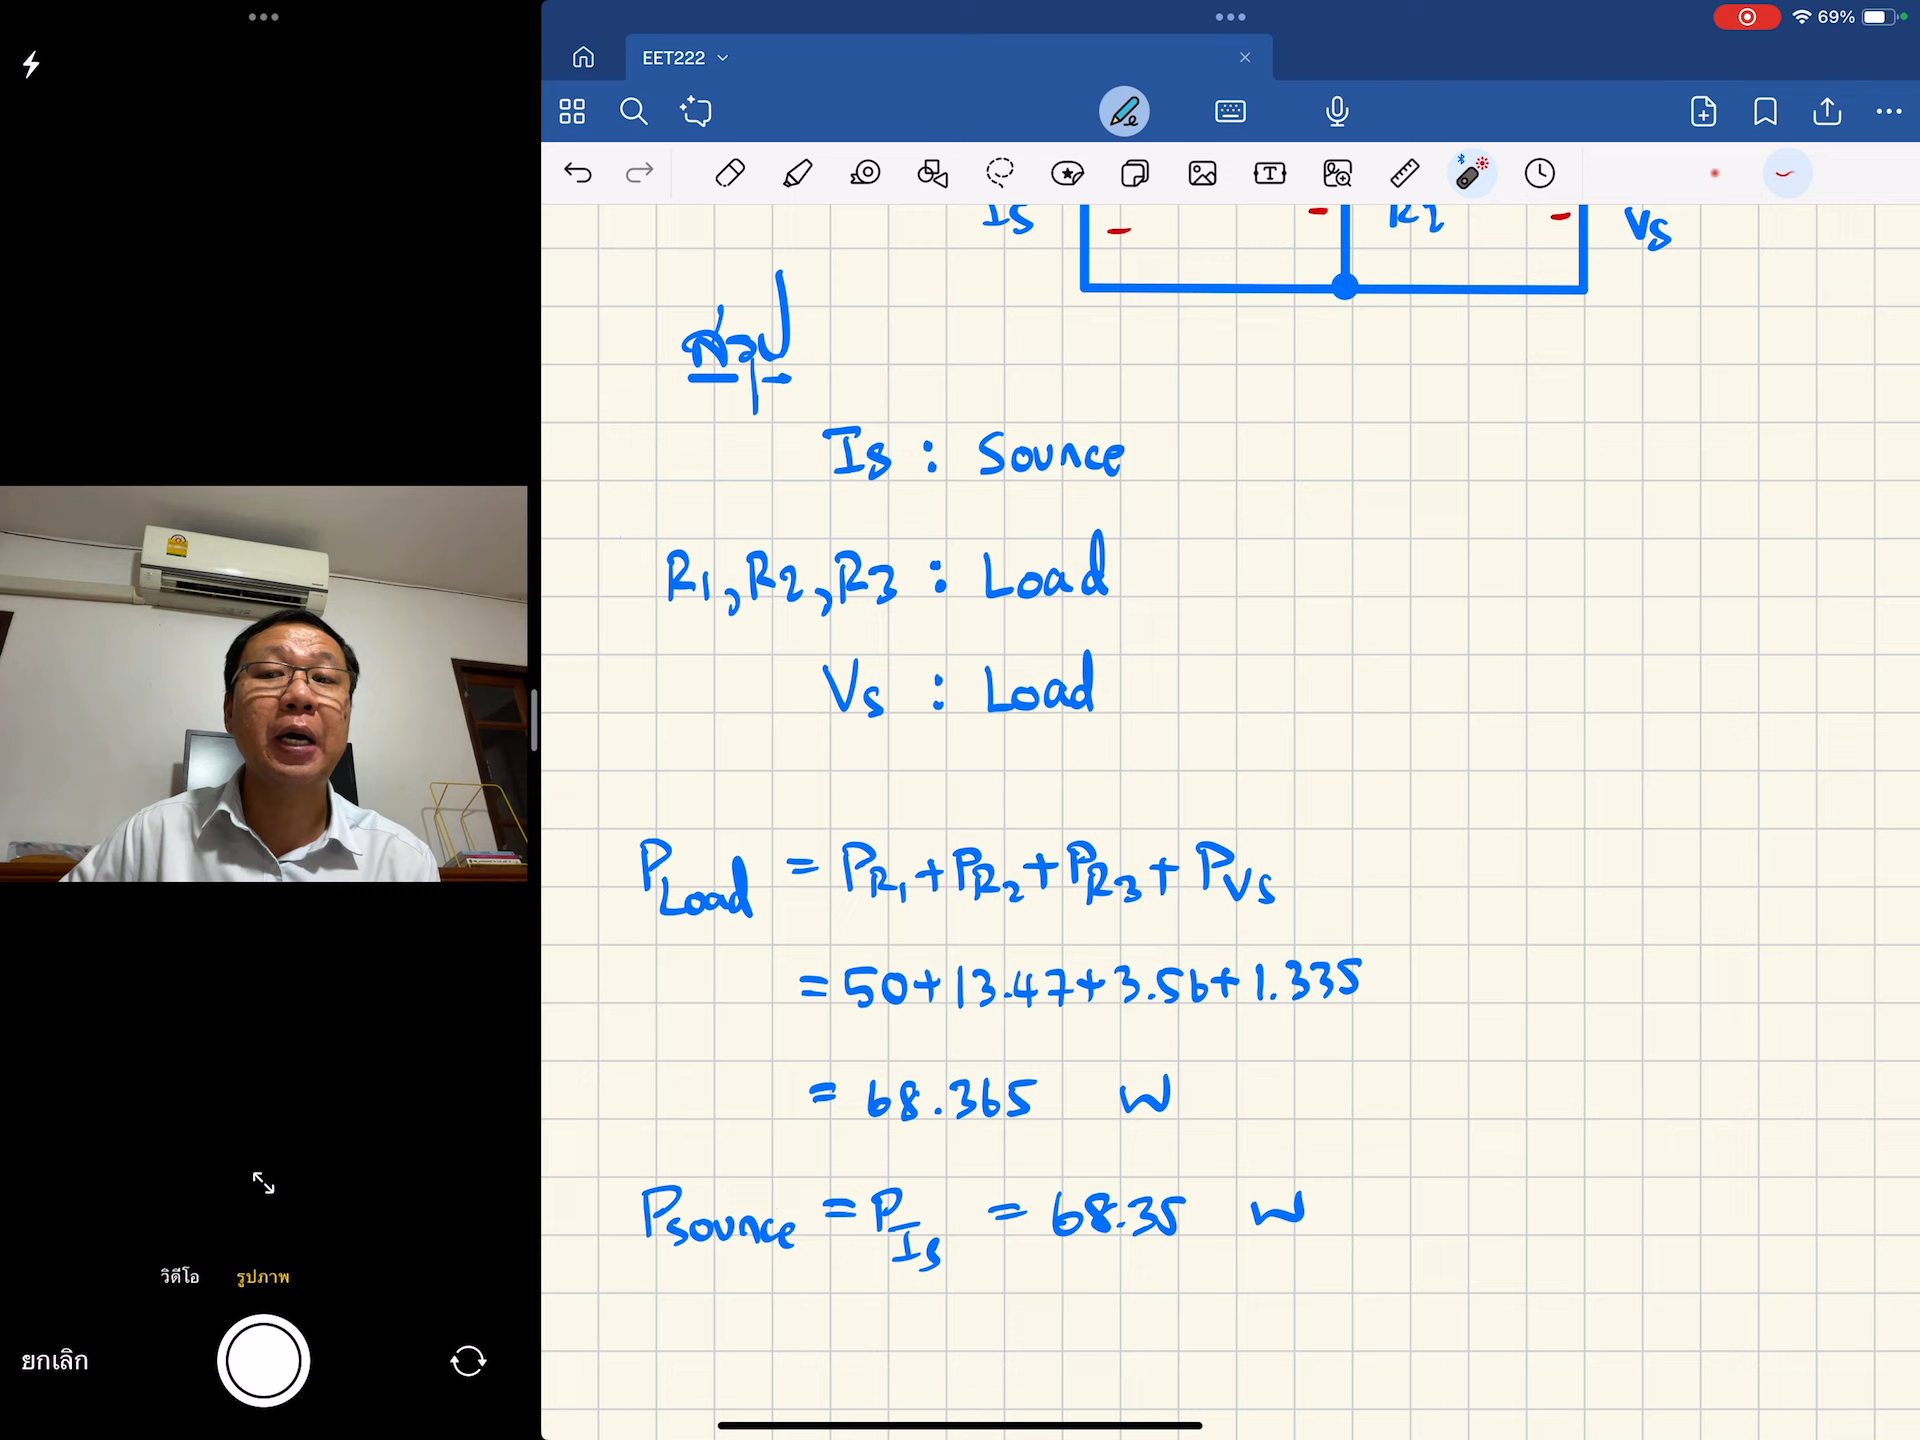 69%
EET222
Is
R2
Vs
สรุป
Is : Source
R1,R2,R3 : Load
Vs : Load
PLoad = PR1+PR2+PR3+PVs
=50+13.47+3.56+1.335
= 68.365 W
Psource = PIs = 68.35 W
วิดีโอ
รูปภาพ
ยกเลิก